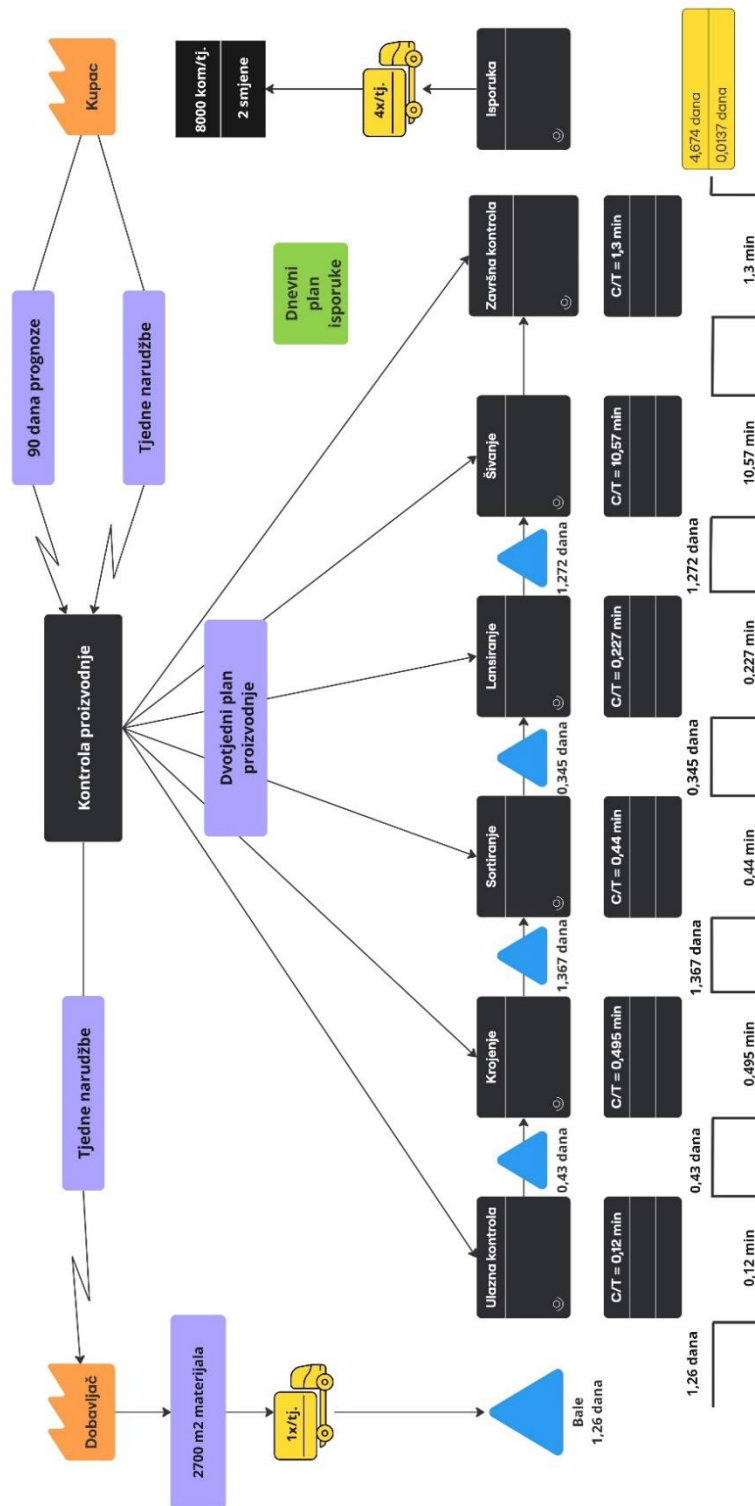 Dobavljač
Tjedne narudžbe
Kontrola proizvodnje
90 dana prognoze
Tjedne narudžbe
Kupac
2700 m2 materijala
1x/tj.
Dvotjedni plan
proizvodnje
Dnevni
plan
isporuke
8000 kom/tj.
2 smjene
4x/tj.
Bale
1,26 dana
Ulazna kontrola
0,43 dana
Krojenje
1,367 dana
Sortiranje
0,345 dana
Lansiranje
1,272 dana
Šivanje
Završna kontrola
Isporuka
C/T = 0,12 min
C/T = 0,495 min
C/T = 0,44 min
C/T = 0,227 min
C/T = 10,57 min
C/T = 1,3 min
1,26 dana
0,12 min
0,43 dana
0,495 min
1,367 dana
0,44 min
0,345 dana
0,227 min
1,272 dana
10,57 min
1,3 min
4,674 dana
0,0137 dana